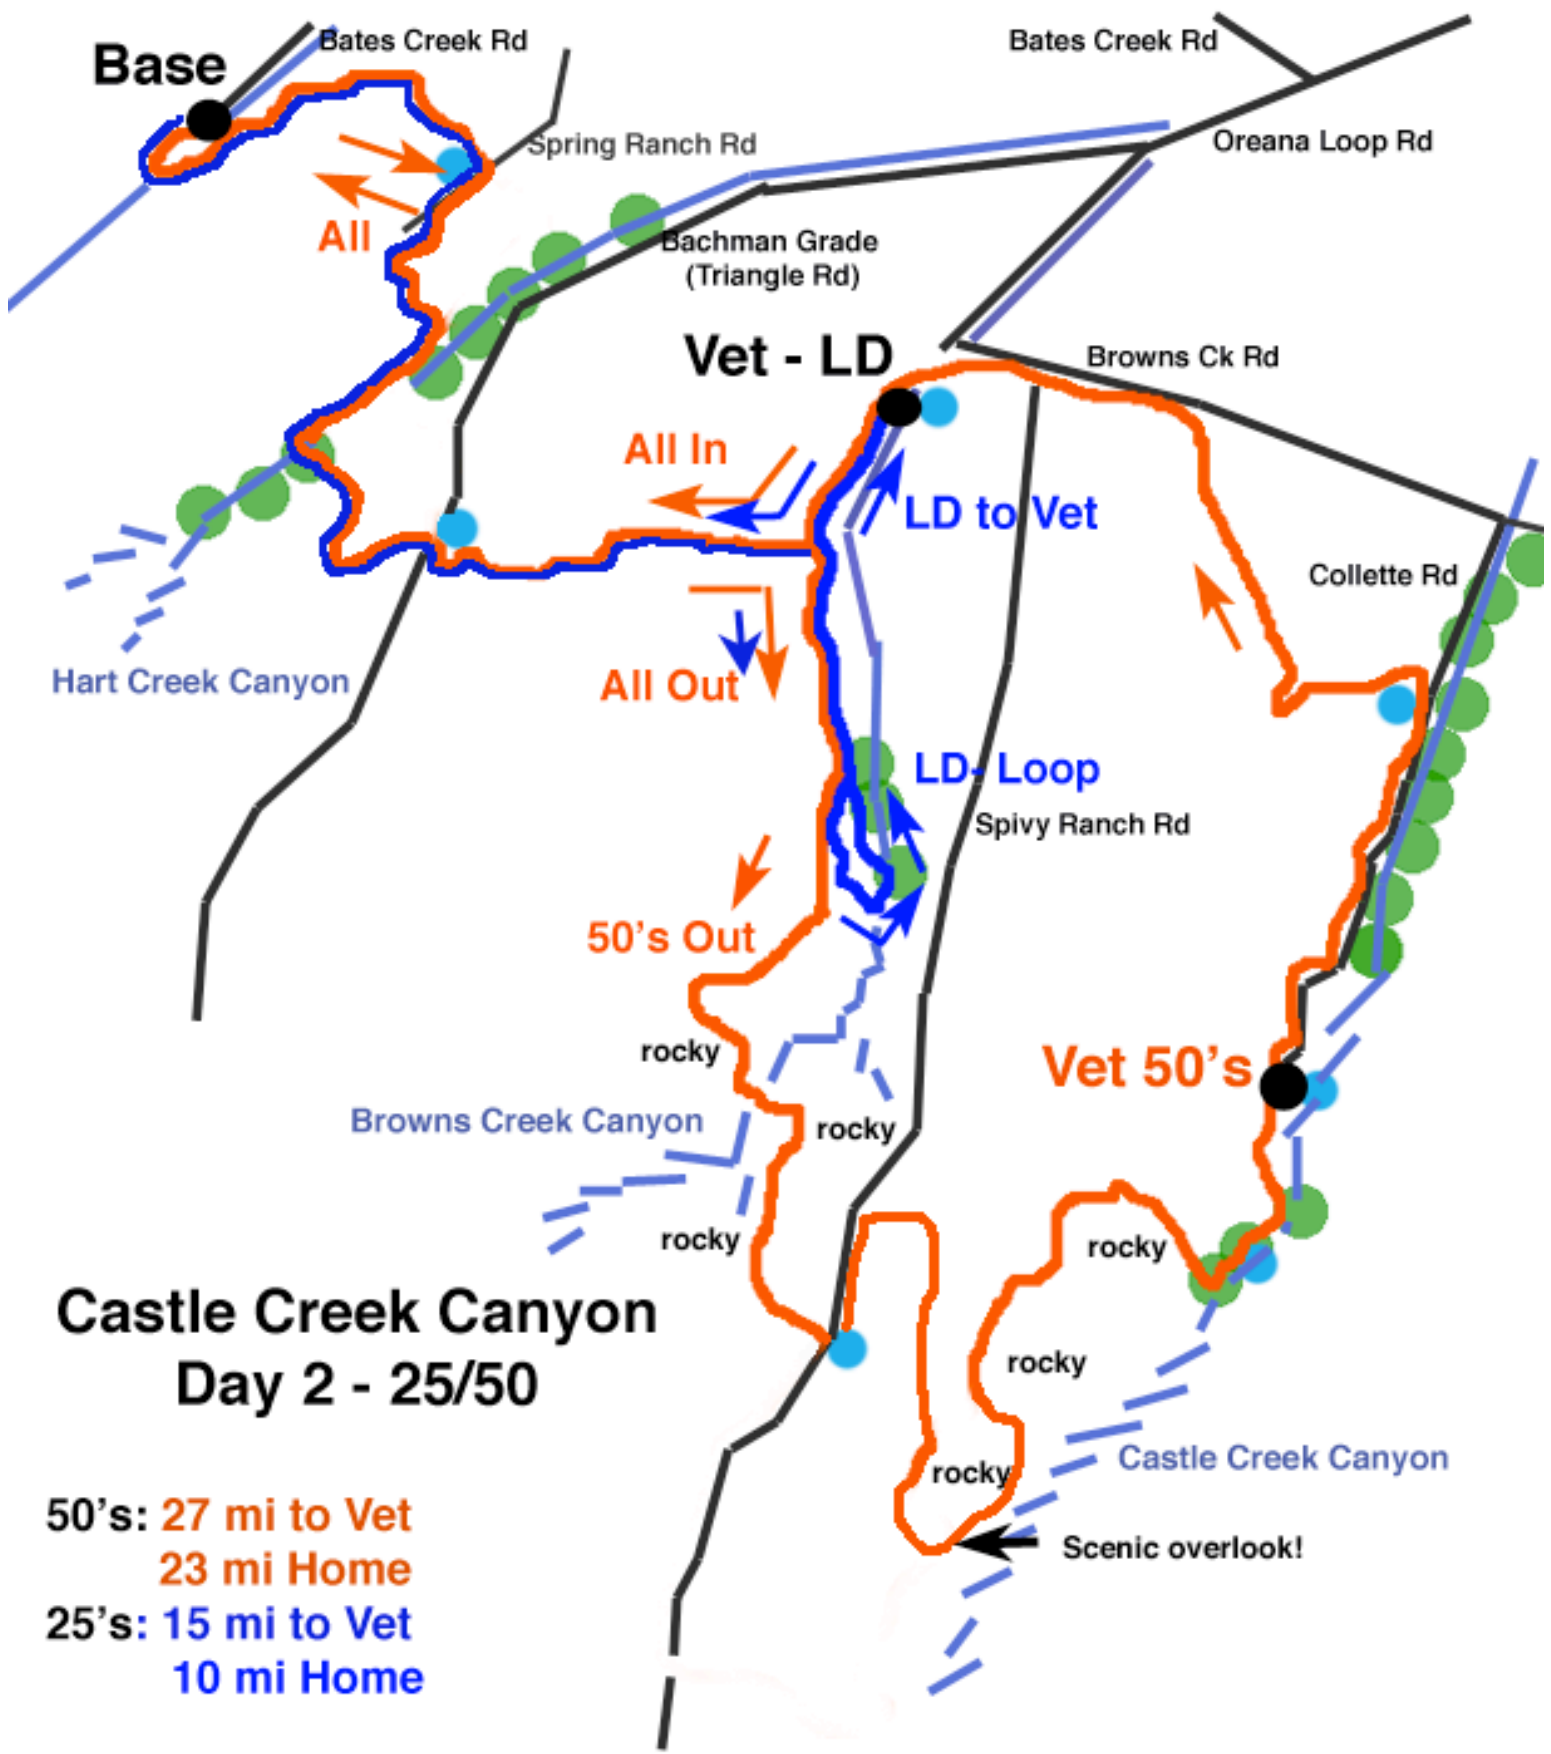 Base
Bates Creek Rd
Bates Creek Rd
Spring Ranch Rd
Oreana Loop Rd
All
Bachman Grade
(Triangle Rd)
Vet - LD
Browns Ck Rd
All In
LD to Vet
Collette Rd
Hart Creek Canyon
All Out
LD- Loop
Spivy Ranch Rd
50's Out
rocky
Vet 50's
Browns Creek Canyon
rocky
rocky
rocky
Castle Creek Canyon
Day 2 - 25/50
rocky
rocky
Castle Creek Canyon
50's: 27 mi to Vet
23 mi Home
Scenic overlook!
25's: 15 mi to Vet
10 mi Home